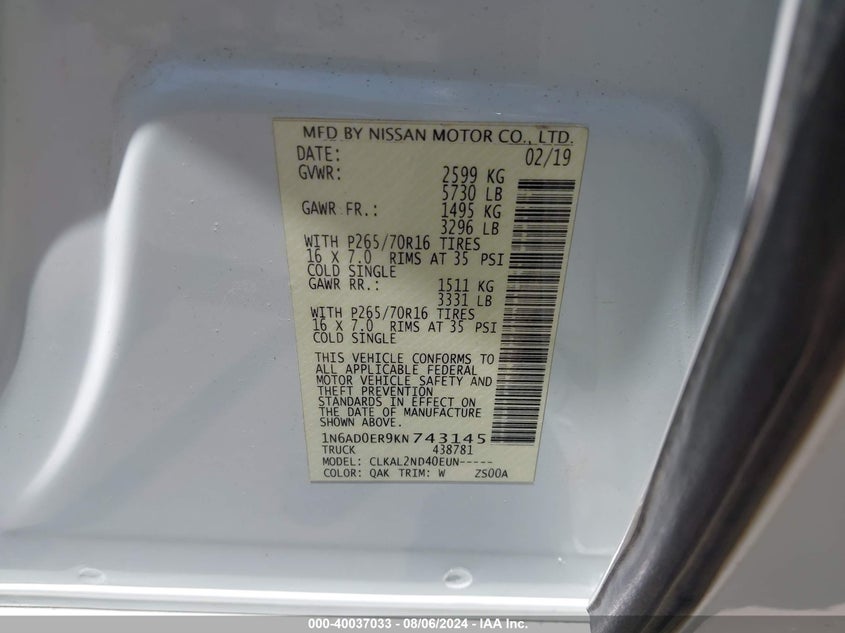 MFD BY NISSAN MOTOR CO., LTD.
DATE: 02/19
GVWR: 2599 KG
5730 LB
GAWR FR.: 1495 KG
3296 LB
WITH P265/70R16 TIRES
16 X 7.0 RIMS AT 35 PSI
COLD SINGLE
GAWR RR.: 1511 KG
3331 LB
WITH P265/70R16 TIRES
16 X 7.0 RIMS AT 35 PSI
COLD SINGLE
THIS VEHICLE CONFORMS TO
ALL APPLICABLE FEDERAL
MOTOR VEHICLE SAFETY AND
THEFT PREVENTION
STANDARDS IN EFFECT ON
THE DATE OF MANUFACTURE
SHOWN ABOVE.
1N6AD0ER9KN743145
TRUCK 438781
MODEL: CLKAL2ND40EUN-----
COLOR: QAK TRIM: W ZS00A
000-40037033 - 08/06/2024 - IAA Inc.